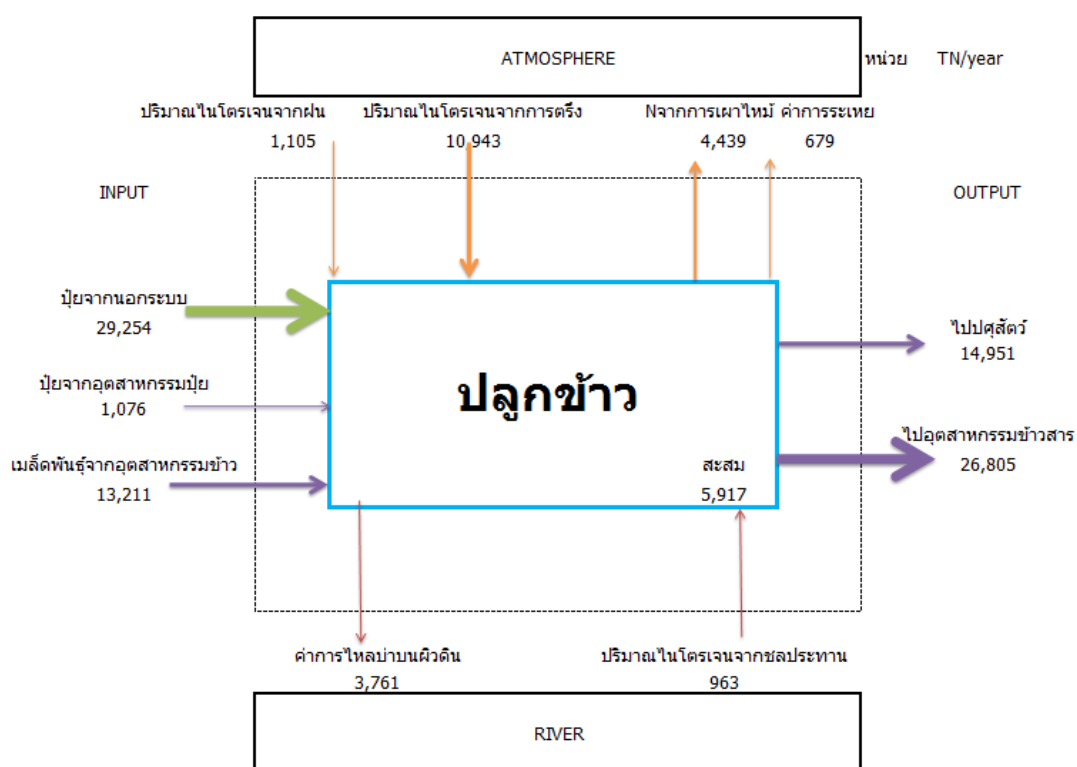 ATMOSPHERE
หน่วย TN/year
ปริมาณไนโตรเจนจากฝน ปริมาณไนโตรเจนจากการตรึง Nจากการเผาไหม้ ค่าการระเหย
1,105 10,943 4,439 679
INPUT OUTPUT
ปุ๋ยจากนอกระบบ
29,254
ไปปศุสัตว์
14,951
ปุ๋ยจากอุตสาหกรรมปุ๋ย
1,076
ปลูกข้าว
ไปอุตสาหกรรมข้าวสาร
26,805
เมล็ดพันธุ์จากอุตสาหกรรมข้าว
13,211
สะสม
5,917
ค่าการไหลบ่าบนผิวดิน ปริมาณไนโตรเจนจากชลประทาน
3,761 963
RIVER